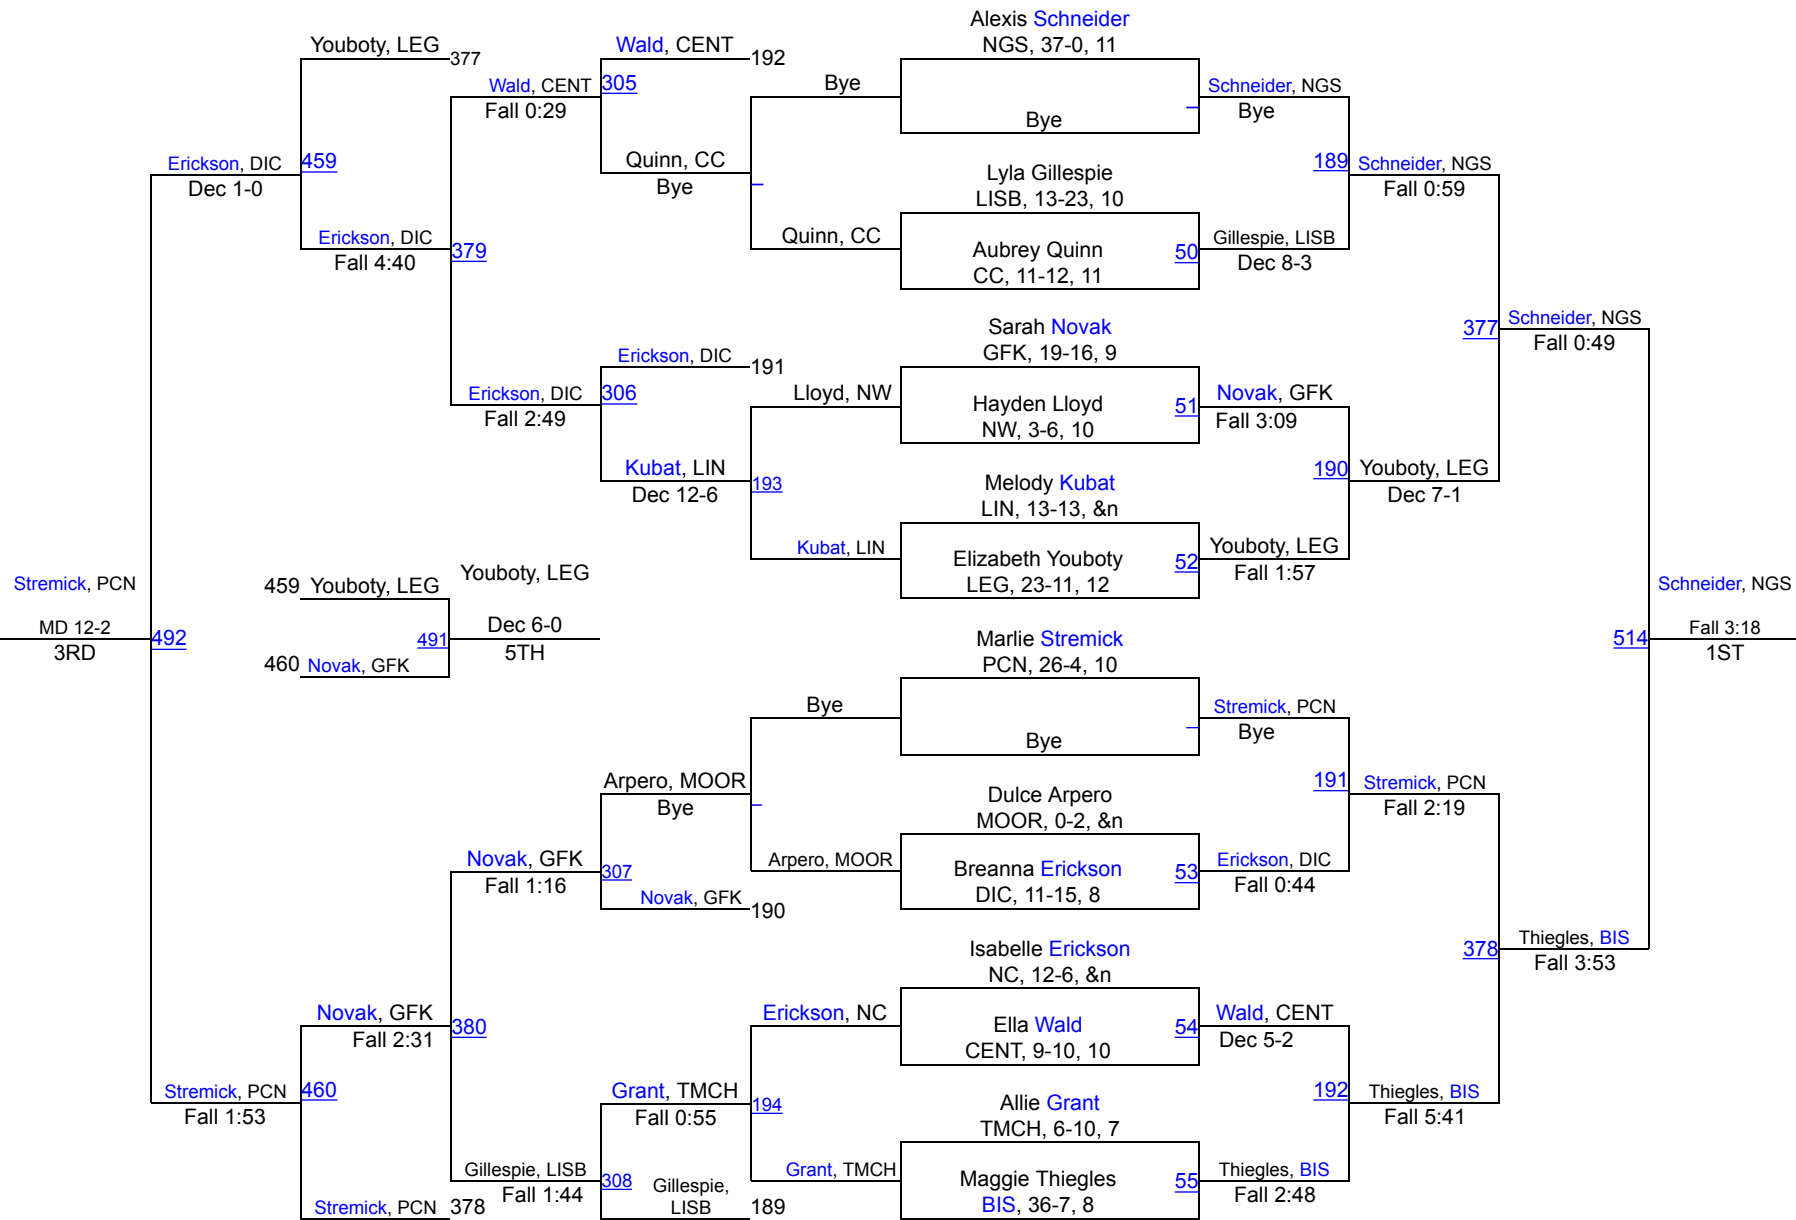 Alexis Schneider
NGS, 37-0, 11
Youboty, LEG
377
Wald, CENT
192
Wald, CENT
305
Fall 0:29
Bye
Bye
Schneider, NGS
Bye
Erickson, DIC
459
Dec 1-0
Quinn, CC
Bye
Lyla Gillespie
LISB, 13-23, 10
189
Schneider, NGS
Fall 0:59
Erickson, DIC
Fall 4:40
379
Quinn, CC
Aubrey Quinn
CC, 11-12, 11
50
Gillespie, LISB
Dec 8-3
Sarah Novak
GFK, 19-16, 9
377
Schneider, NGS
Fall 0:49
Erickson, DIC
191
Erickson, DIC
306
Fall 2:49
Lloyd, NW
Hayden Lloyd
NW, 3-6, 10
51
Novak, GFK
Fall 3:09
Kubat, LIN
Dec 12-6
193
Melody Kubat
LIN, 13-13, &n
190
Youboty, LEG
Dec 7-1
Kubat, LIN
Elizabeth Youboty
LEG, 23-11, 12
52
Youboty, LEG
Fall 1:57
Stremick, PCN
MD 12-2
3RD
492
459
Youboty, LEG
Youboty, LEG
491
Dec 6-0
5TH
460
Novak, GFK
Schneider, NGS
514
Fall 3:18
1ST
Marlie Stremick
PCN, 26-4, 10
Bye
Bye
Stremick, PCN
Bye
Arpero, MOOR
Bye
Dulce Arpero
MOOR, 0-2, &n
191
Stremick, PCN
Fall 2:19
Novak, GFK
Fall 1:16
307
Arpero, MOOR
Breanna Erickson
DIC, 11-15, 8
53
Erickson, DIC
Fall 0:44
Novak, GFK
190
Isabelle Erickson
NC, 12-6, &n
378
Thiegles, BIS
Fall 3:53
Novak, GFK
Fall 2:31
380
Erickson, NC
Ella Wald
CENT, 9-10, 10
54
Wald, CENT
Dec 5-2
Stremick, PCN
Fall 1:53
460
Grant, TMCH
Fall 0:55
194
Allie Grant
TMCH, 6-10, 7
192
Thiegles, BIS
Fall 5:41
Gillespie, LISB
Fall 1:44
308
Grant, TMCH
Maggie Thiegles
BIS, 36-7, 8
55
Thiegles, BIS
Fall 2:48
Stremick, PCN
378
Gillespie,
LISB
189